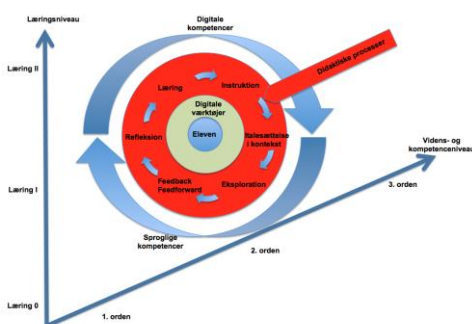 Læringsniveau
Digitale
kompetencer
Didaktiske processer
Læring II
Læring
Instruktion
Digitale
værktøjer
Eleven
Refleksion
Italesættelse
i kontekst
Videns- og
kompetenceniveau
Læring I
Feedback
Feedforward
Eksploration
3. orden
Sproglige
kompetencer
2. orden
Læring 0
1. orden